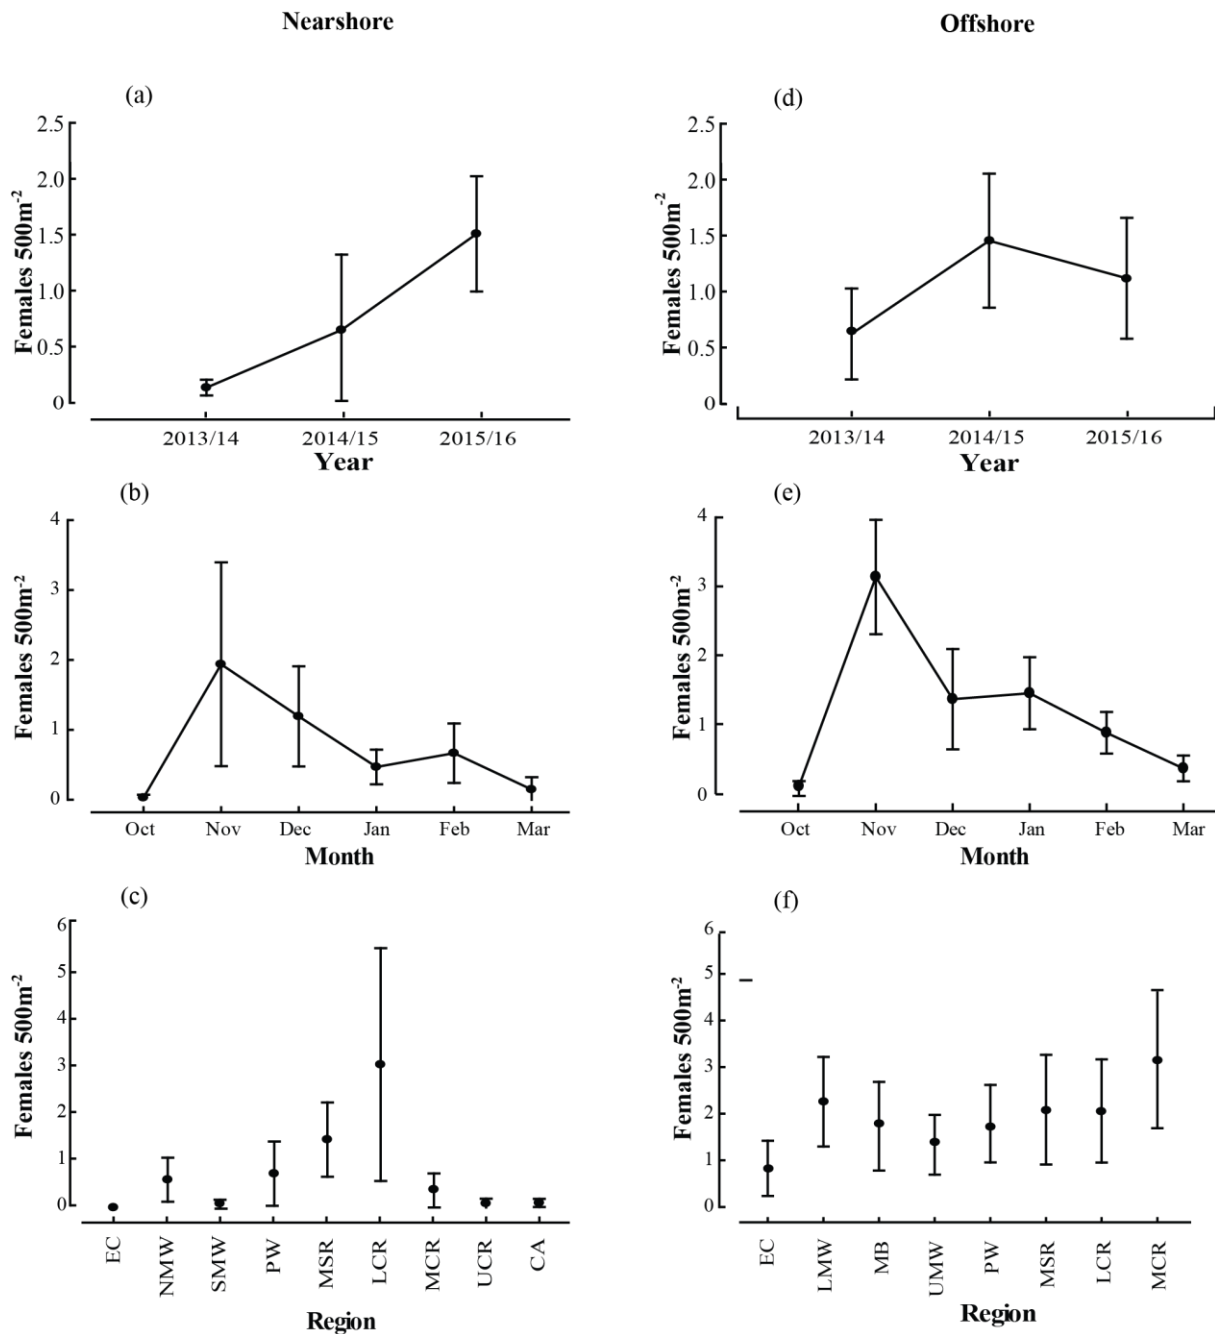 Nearshore
Offshore
(a)
2.5
2.0
1.5
1.0
0.5
0
Females 500m-2
2013/14 2014/15 2015/16
Year
(d)
2.5
2.0
1.5
1.0
0.5
0
Females 500m-2
2013/14 2014/15 2015/16
Year
(b)
4
3
2
1
0
Females 500m-2
Oct Nov Dec Jan Feb Mar
Month
(e)
4
3
2
1
0
Females 500m-2
Oct Nov Dec Jan Feb Mar
Month
(c)
6
5
4
3
2
1
0
Females 500m-2
EC NMW SMW PW MSR LCR MCR UCR CA
Region
(f)
6
5
4
3
2
1
0
Females 500m-2
EC LMW MB UMW PW MSR LCR MCR
Region